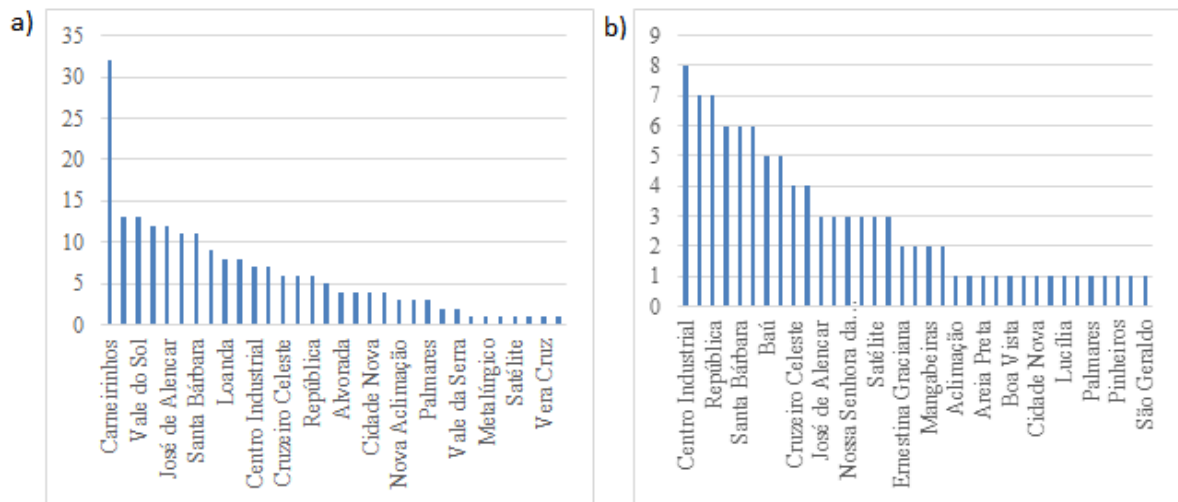 a)
35
30
25
20
15
10
5
0
Carneirinhos
Vale do Sol
José de Alencar
Santa Bárbara
Loanda
Centro Industrial
Cruzeiro Celeste
República
Alvorada
Cidade Nova
Nova Aclimação
Palmares
Vale da Serra
Metalúrgico
Satélite
Vera Cruz
b)
9
8
7
6
5
4
3
2
1
0
Centro Industrial
República
Santa Bárbara
Baú
Cruzeiro Celeste
José de Alencar
Nossa Senhora da...
Satélite
Ernestina Graciana
Mangabeiras
Aclimação
Areia Preta
Boa Vista
Cidade Nova
Lucília
Palmares
Pinheiros
São Geraldo